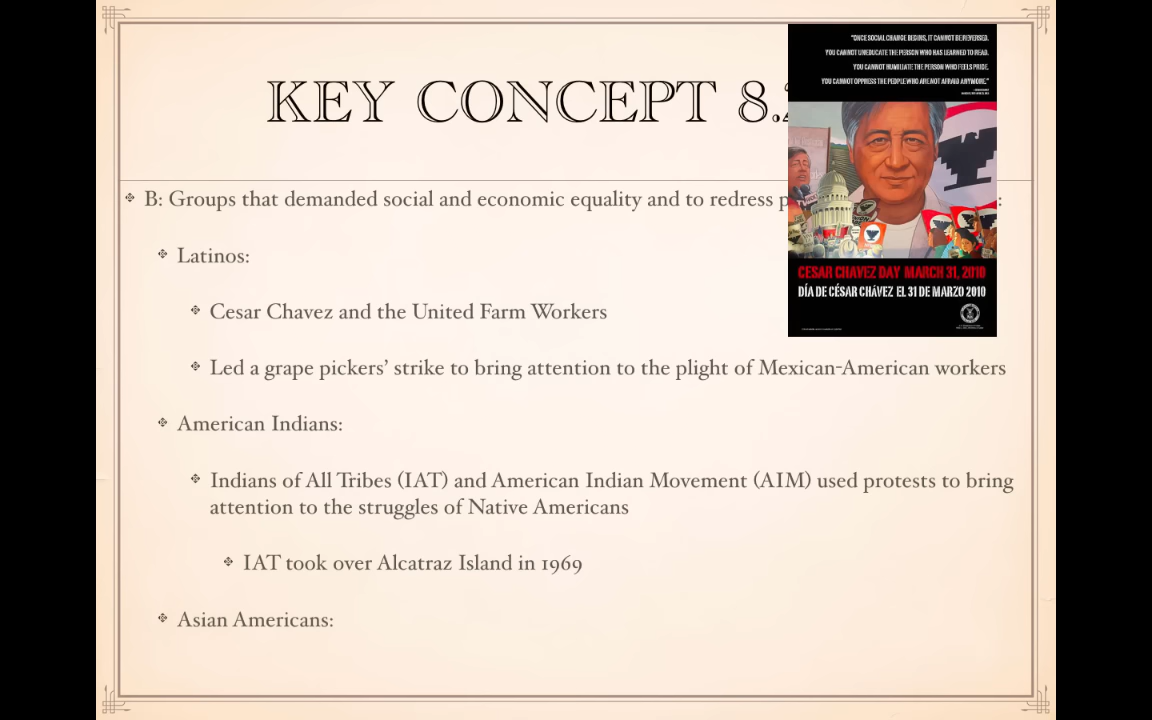 "ONCE SOCIAL CHANGE BEGINS, IT CANNOT BE REVERSED.
YOU CANNOT UNEDUCATE THE PERSON WHO HAS LEARNED TO READ.
YOU CANNOT HUMILIATE THE PERSON WHO FEELS PRIDE.
YOU CANNOT OPPRESS THE PEOPLE WHO ARE NOT AFRAID ANYMORE."
KEY CONCEPT 8.
B: Groups that demanded social and economic equality and to redress :
Latinos:
CESAR CHAVEZ DAY MARCH 31, 2010
DÍA DE CÉSAR CHÁVEZ EL 31 DE MARZO 2010
Cesar Chavez and the United Farm Workers
Led a grape pickers' strike to bring attention to the plight of Mexican-American workers
American Indians:
Indians of All Tribes (IAT) and American Indian Movement (AIM) used protests to bring
attention to the struggles of Native Americans
IAT took over Alcatraz Island in 1969
Asian Americans: